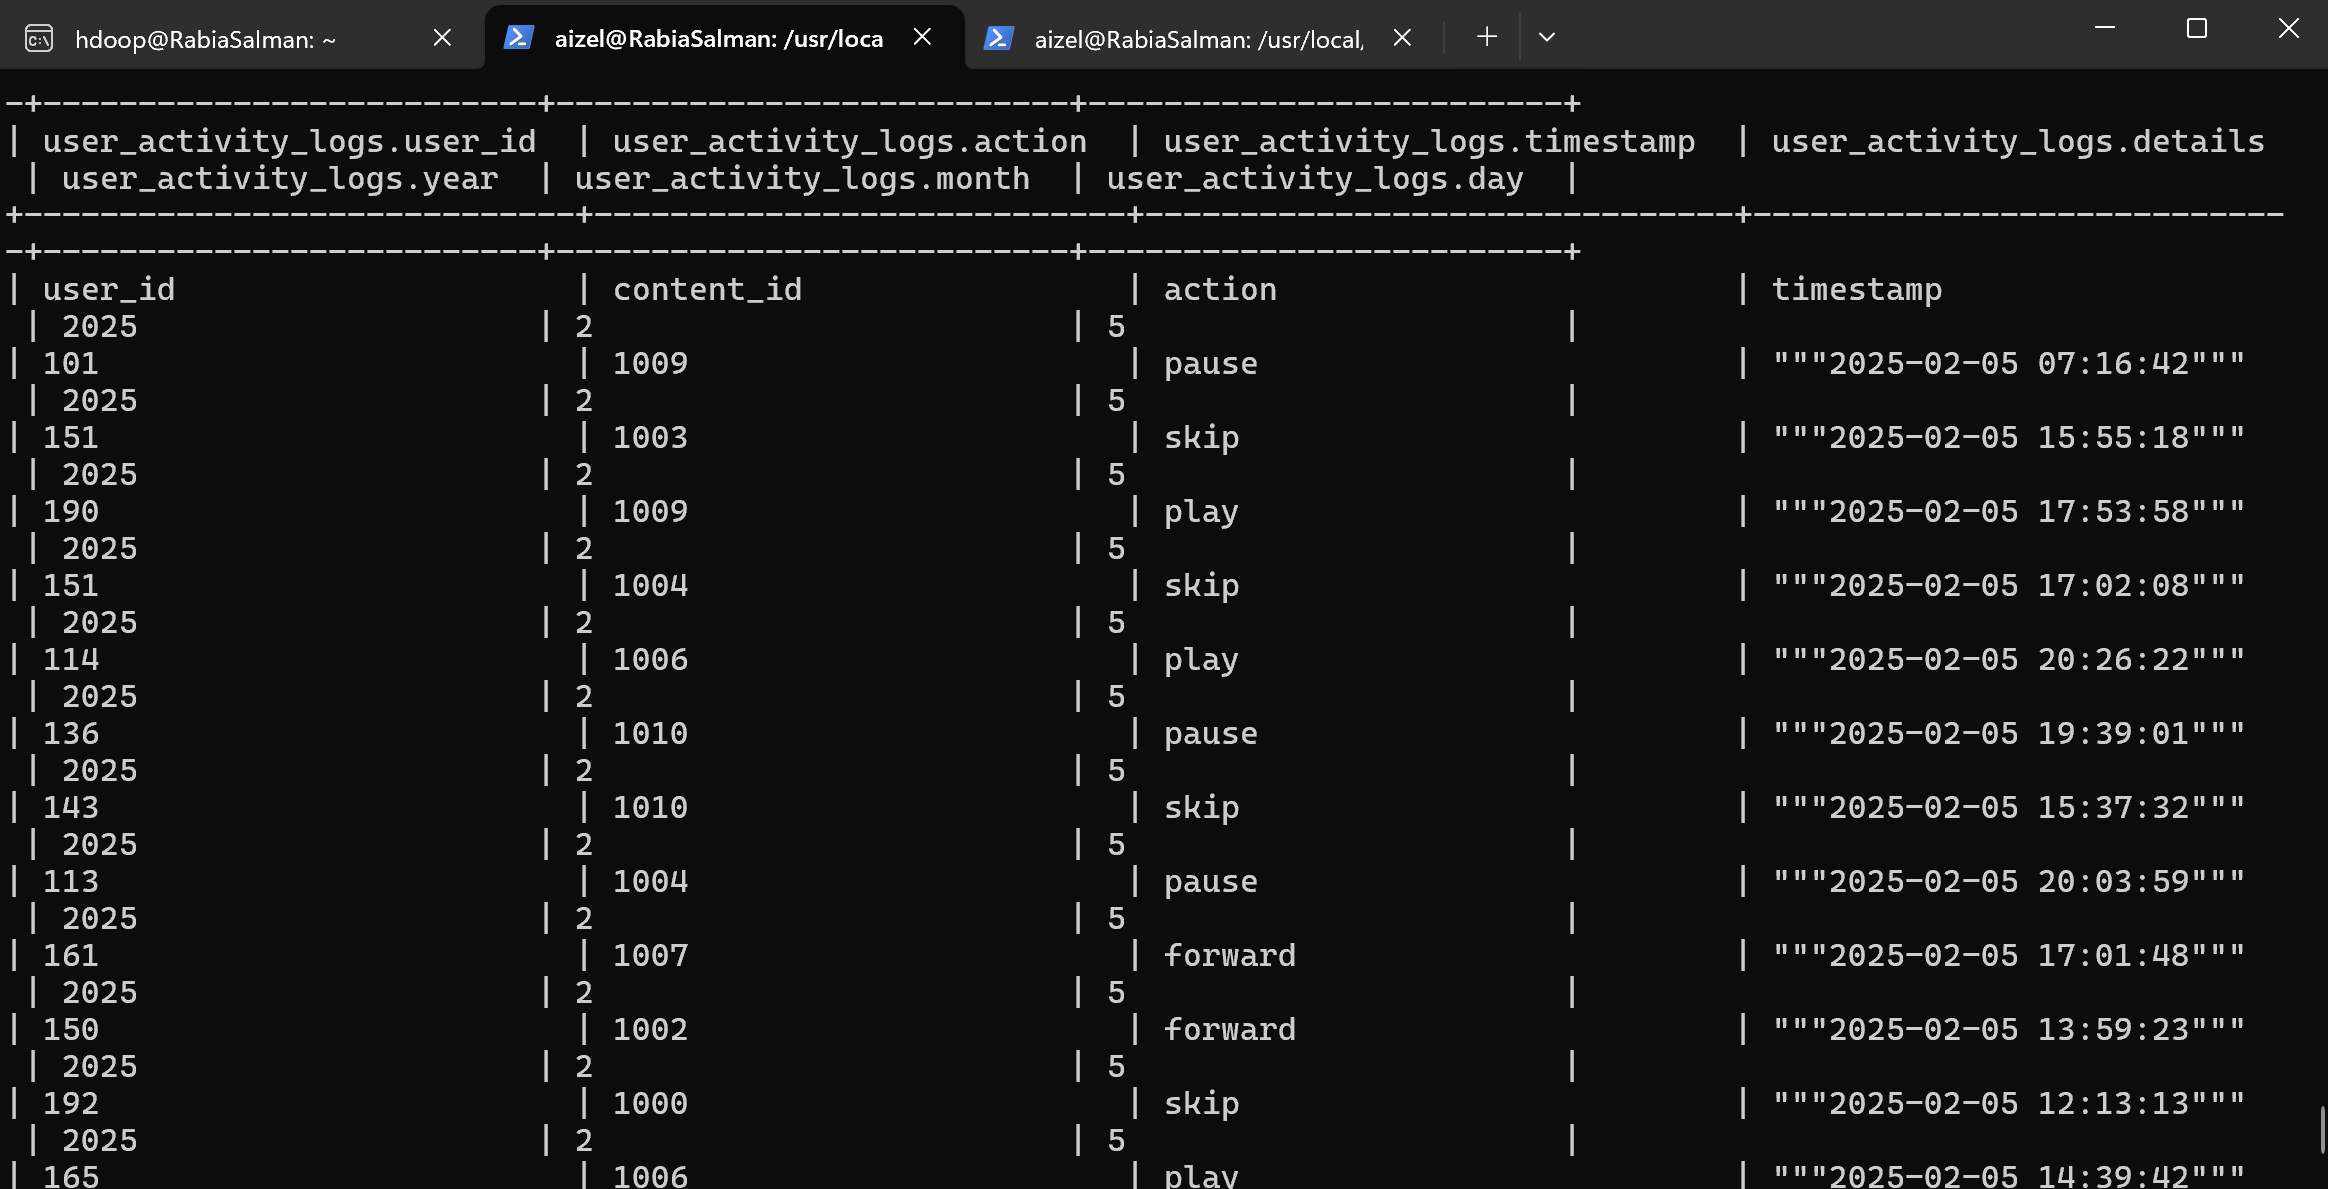 hdoop@RabiaSalman: ~
aizel@RabiaSalman: /usr/loca
aizel@RabiaSalman: /usr/local/
-+--------------------------+---------------------------+-------------------------+
| user_activity_logs.user_id  | user_activity_logs.action  | user_activity_logs.timestamp  | user_activity_logs.details
 | user_activity_logs.year  | user_activity_logs.month  | user_activity_logs.day  |
+-----------------------------+----------------------------+-------------------------------+----------------------------
-+--------------------------+---------------------------+-------------------------+
| user_id                     | content_id                 | action                        | timestamp
 | 2025                     | 2                         | 5                       |
| 101                         | 1009                       | pause                         | """2025-02-05 07:16:42"""
 | 2025                     | 2                         | 5                       |
| 151                         | 1003                       | skip                          | """2025-02-05 15:55:18"""
 | 2025                     | 2                         | 5                       |
| 190                         | 1009                       | play                          | """2025-02-05 17:53:58"""
 | 2025                     | 2                         | 5                       |
| 151                         | 1004                       | skip                          | """2025-02-05 17:02:08"""
 | 2025                     | 2                         | 5                       |
| 114                         | 1006                       | play                          | """2025-02-05 20:26:22"""
 | 2025                     | 2                         | 5                       |
| 136                         | 1010                       | pause                         | """2025-02-05 19:39:01"""
 | 2025                     | 2                         | 5                       |
| 143                         | 1010                       | skip                          | """2025-02-05 15:37:32"""
 | 2025                     | 2                         | 5                       |
| 113                         | 1004                       | pause                         | """2025-02-05 20:03:59"""
 | 2025                     | 2                         | 5                       |
| 161                         | 1007                       | forward                       | """2025-02-05 17:01:48"""
 | 2025                     | 2                         | 5                       |
| 150                         | 1002                       | forward                       | """2025-02-05 13:59:23"""
 | 2025                     | 2                         | 5                       |
| 192                         | 1000                       | skip                          | """2025-02-05 12:13:13"""
 | 2025                     | 2                         | 5                       |
| 165                         | 1006                       | play                          | """2025-02-05 14:39:42"""